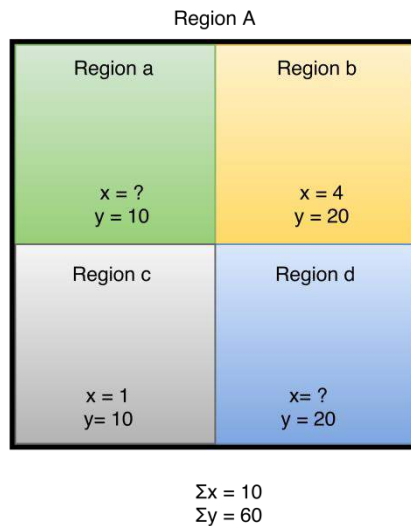 Region A
Region a
Region b
x = ?
y = 10
x = 4
y = 20
Region c
Region d
x = 1
y= 10
x= ?
y = 20
Σx = 10
Σy = 60